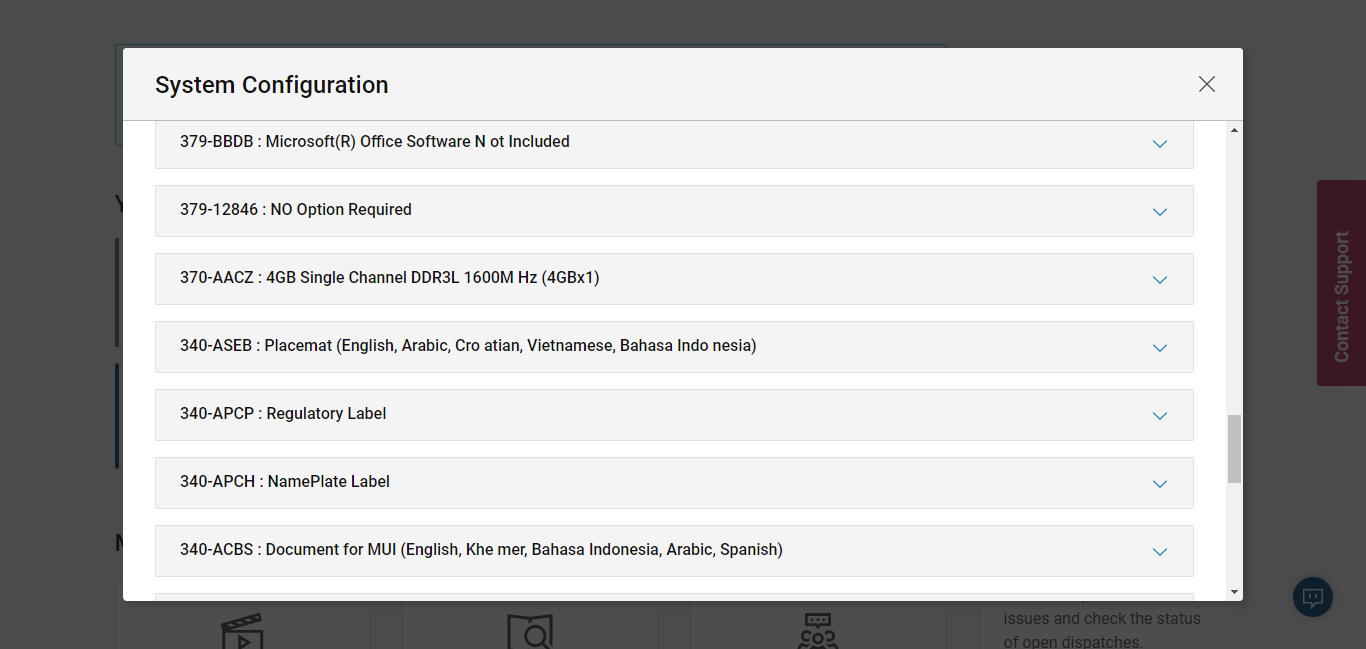 System Configuration
379-BBDB : Microsoft(R) Office Software N ot Included
379-12846 : NO Option Required
370-AACZ : 4GB Single Channel DDR3L 1600M Hz (4GBx1)
340-ASEB : Placemat (English, Arabic, Cro atian, Vietnamese, Bahasa Indo nesia)
340-APCP : Regulatory Label
340-APCH : NamePlate Label
340-ACBS : Document for MUI (English, Khe mer, Bahasa Indonesia, Arabic, Spanish)
Contact Support
issues and check the status
of open dispatches.